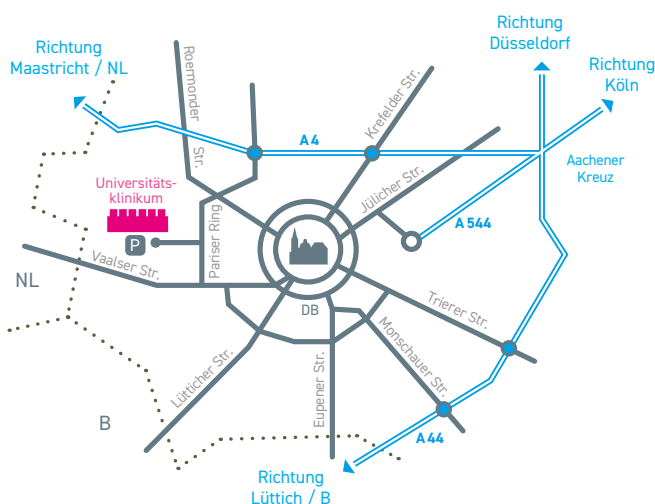 Richtung
Düsseldorf
Richtung
Maastricht / NL
Richtung
Köln
Roermonder
Str.
Krefelder Str.
A 4
Aachener
Kreuz
Jülicher Str.
Universitäts-
klinikum
P
Pariser Ring
A 544
Vaalser Str.
NL
DB
Trierer Str.
Monschauer Str.
Lütticher Str.
Eupener Str.
B
A 44
Richtung
Lüttich / B